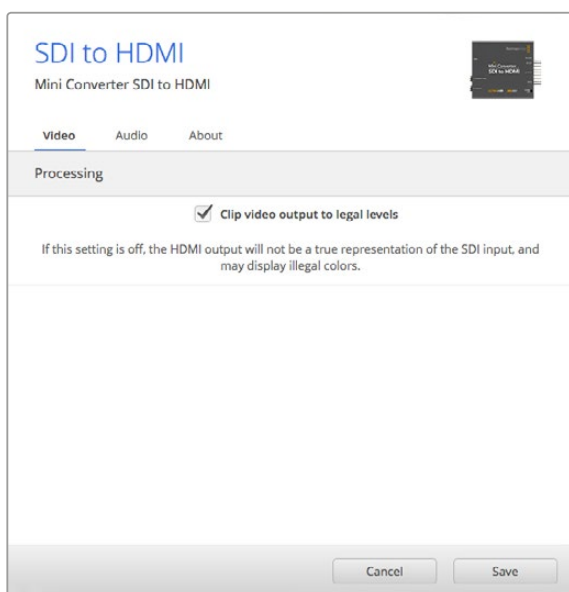 SDI to HDMI
Mini Converter SDI to HDMI
Video Audio About
Processing
Clip video output to legal levels
If this setting is off, the HDMI output will not be a true representation of the SDI input, and
may display illegal colors.
Cancel Save